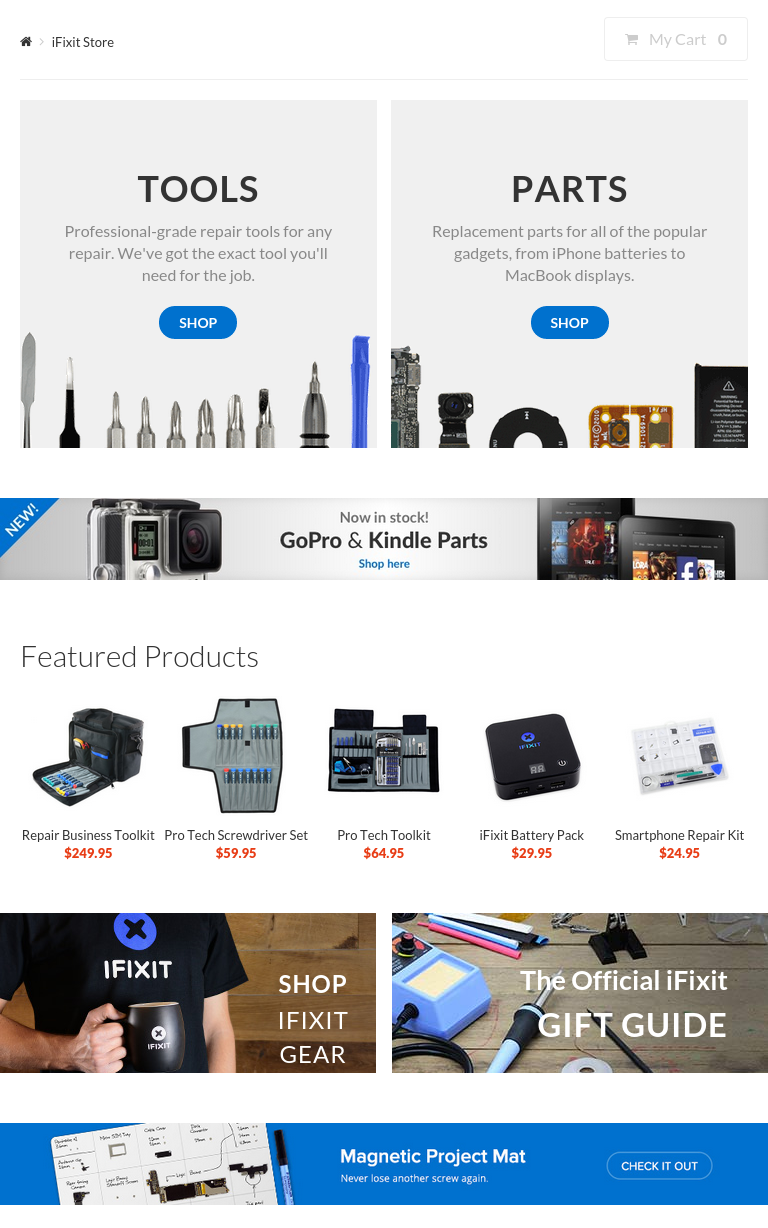 iFixit Store
My Cart 0
TOOLS
Professional-grade repair tools for any
repair. We've got the exact tool you'll
need for the job.
SHOP
PARTS
Replacement parts for all of the popular
gadgets, from iPhone batteries to
MacBook displays.
SHOP
WARNING
NEW!
Now in stock!
GoPro & Kindle Parts
Shop here
Featured Products
IFIXIT
Repair Business Toolkit
$249.95
Pro Tech Screwdriver Set
$59.95
Pro Tech Toolkit
$64.95
iFixit Battery Pack
$29.95
Smartphone Repair Kit
$24.95
IFIXIT
IFIXIT
SHOP
IFIXIT
GEAR
The Official iFixit
GIFT GUIDE
Magnetic Project Mat
Never lose another screw again.
CHECK IT OUT